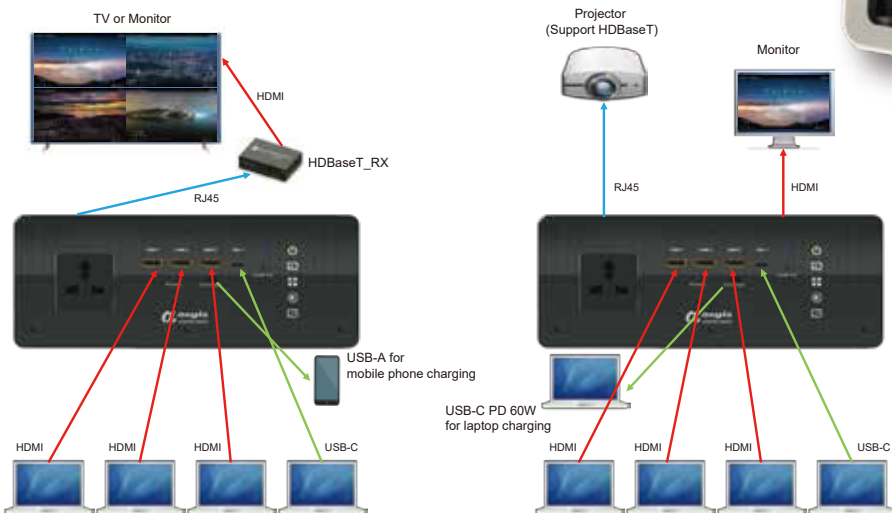 TV or Monitor
HDMI
HDBaseT_RX
RJ45
USB-A for
mobile phone charging
HDMI
HDMI
HDMI
USB-C
Projector
(Support HDBaseT)
Monitor
RJ45
HDMI
USB-C PD 60W
for laptop charging
HDMI
HDMI
HDMI
USB-C